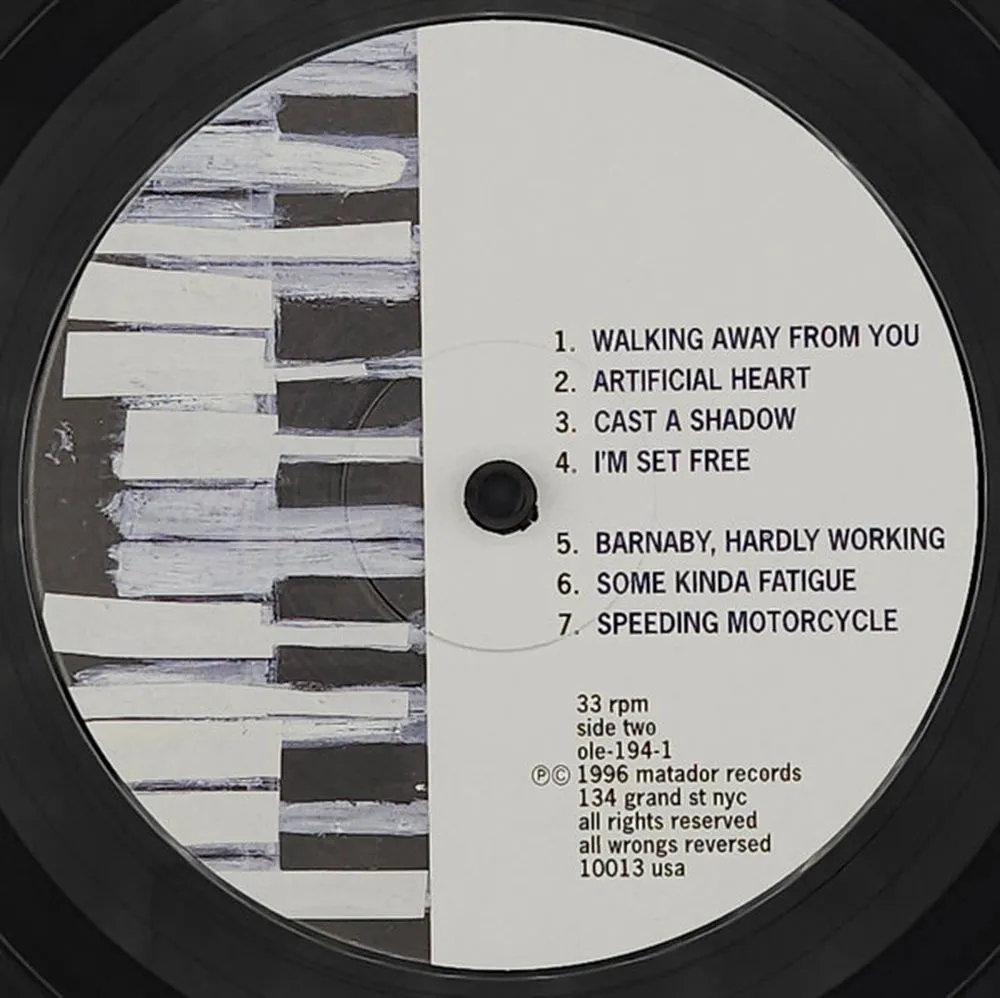 1. WALKING AWAY FROM YOU
2. ARTIFICIAL HEART
3. CAST A SHADOW
4. I'M SET FREE
5. BARNABY, HARDLY WORKING
6. SOME KINDA FATIGUE
7. SPEEDING MOTORCYCLE
33 rpm
side two
ole-194-1
ⓅⒸ 1996 matador records
134 grand st nyc
all rights reserved
all wrongs reversed
10013 usa